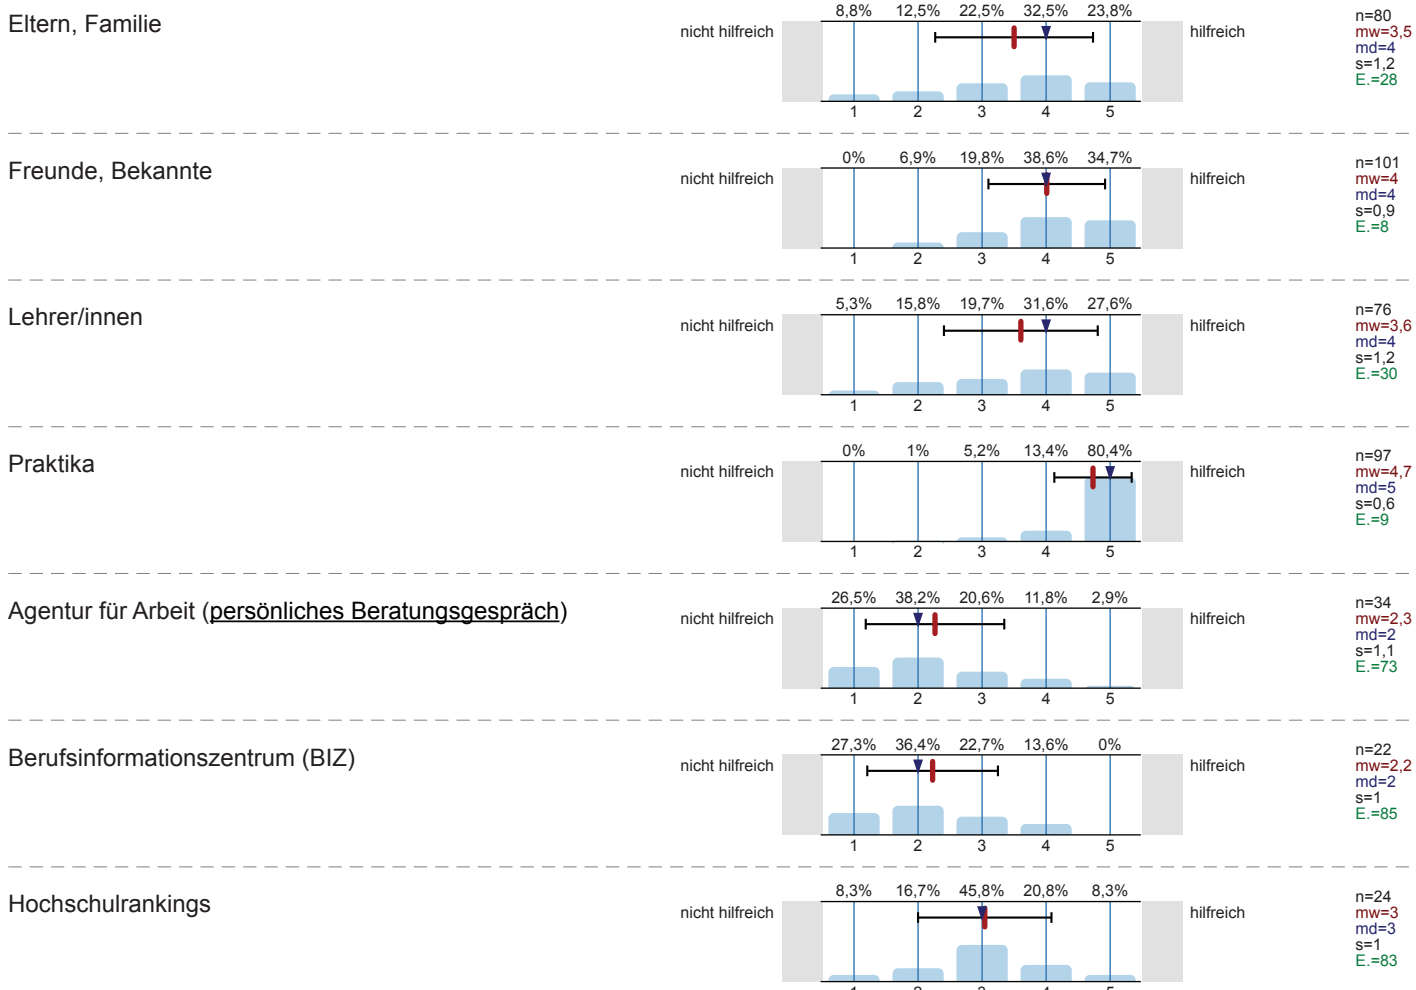 Eltern, Familie
nicht hilfreich
8,8% 12,5% 22,5% 32,5% 23,8%
1 2 3 4 5
hilfreich
n=80
mw=3,5
md=4
s=1,2
E.=28
Freunde, Bekannte
nicht hilfreich
0% 6,9% 19,8% 38,6% 34,7%
1 2 3 4 5
hilfreich
n=101
mw=4
md=4
s=0,9
E.=8
Lehrer/innen
nicht hilfreich
5,3% 15,8% 19,7% 31,6% 27,6%
1 2 3 4 5
hilfreich
n=76
mw=3,6
md=4
s=1,2
E.=30
Praktika
nicht hilfreich
0% 1% 5,2% 13,4% 80,4%
1 2 3 4 5
hilfreich
n=97
mw=4,7
md=5
s=0,6
E.=9
Agentur für Arbeit (persönliches Beratungsgespräch)
nicht hilfreich
26,5% 38,2% 20,6% 11,8% 2,9%
1 2 3 4 5
hilfreich
n=34
mw=2,3
md=2
s=1,1
E.=73
Berufsinformationszentrum (BIZ)
nicht hilfreich
27,3% 36,4% 22,7% 13,6% 0%
1 2 3 4 5
hilfreich
n=22
mw=2,2
md=2
s=1
E.=85
Hochschulrankings
nicht hilfreich
8,3% 16,7% 45,8% 20,8% 8,3%
1 2 3 4 5
hilfreich
n=24
mw=3
md=3
s=1
E.=83